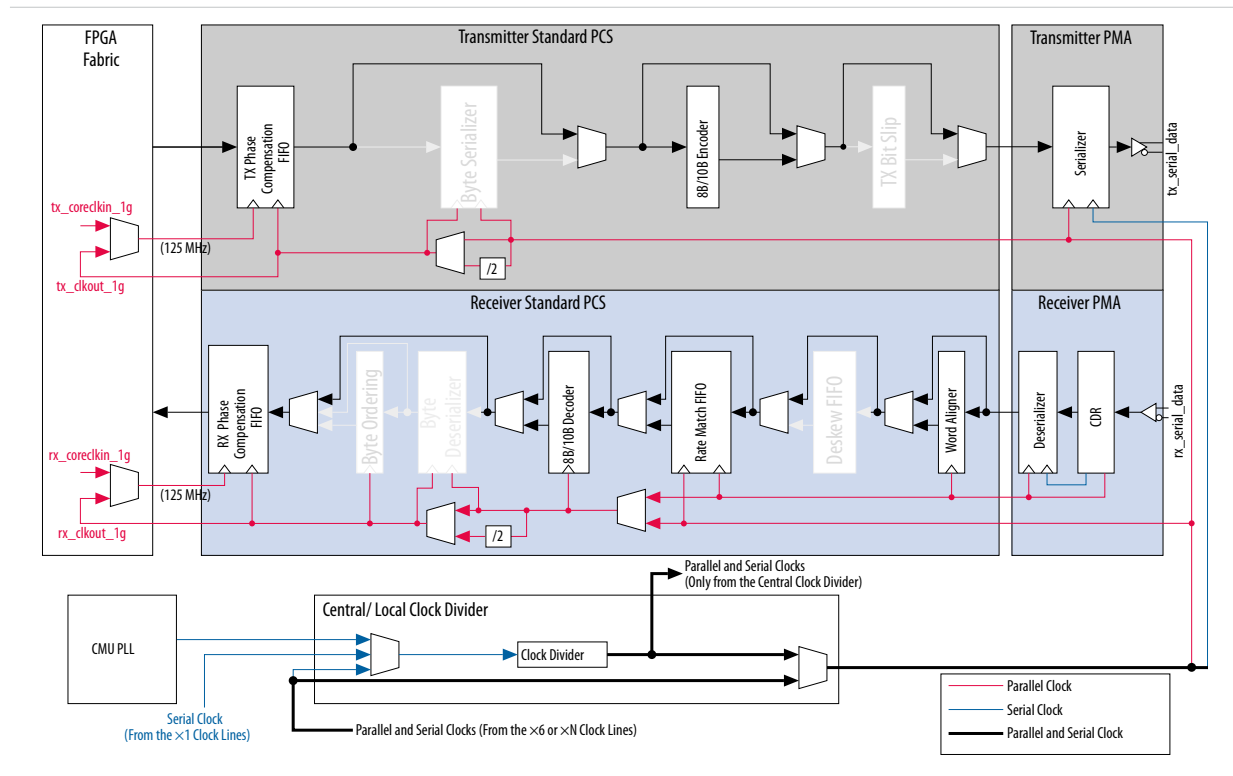 FPGA
Fabric
Transmitter Standard PCS
Transmitter PMA
TX Phase
Compensation
FIFO
Byte Serializer
8B/10B Encoder
TX Bit Slip
Serializer
tx_serial_data
tx_coreclkin_1g
(125 MHz)
/2
tx_clkout_1g
Receiver Standard PCS
Receiver PMA
RX Phase
Compensation
FIFO
Byte Ordering
Byte
Deserializer
8B/10B Decoder
Rate Match FIFO
Deskew FIFO
Word Aligner
Deserializer
CDR
rx_serial_data
rx_coreclkin_1g
(125 MHz)
rx_clkout_1g
/2
Parallel and Serial Clocks
(Only from the Central Clock Divider)
Central/ Local Clock Divider
CMU PLL
Clock Divider
Serial Clock
(From the ×1 Clock Lines)
Parallel and Serial Clocks (From the ×6 or ×N Clock Lines)
Parallel Clock
Serial Clock
Parallel and Serial Clock